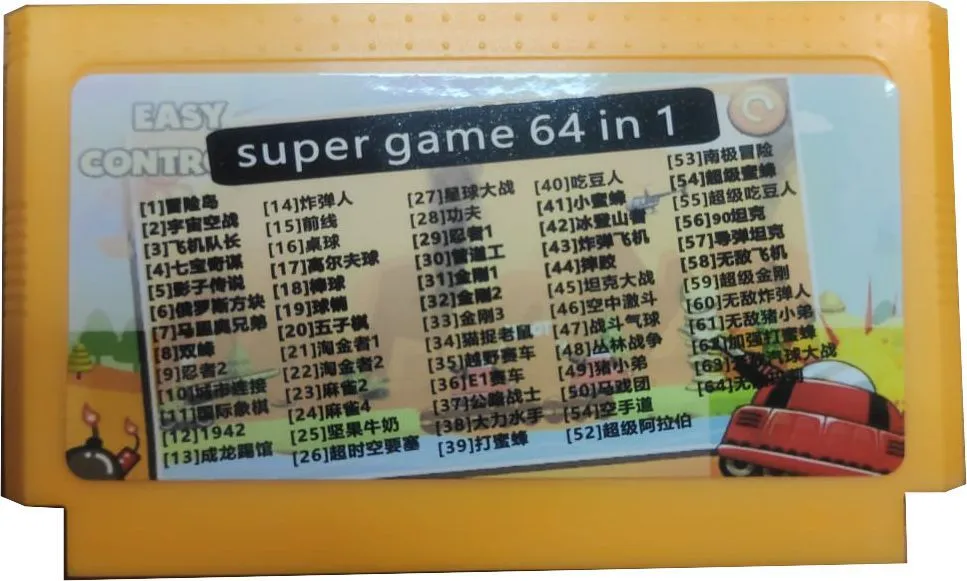 EASY
CONTRO
super game 64 in 1
[1]冒险岛
[2]宇宙空战
[3]飞机队长
[4]七宝奇谋
[5]影子传说
[6]俄罗斯方块
[7]马里奥兄弟
[8]双峰
[9]忍者2
[10]城市连接
[11]国际象棋
[12]1942
[13]成龙踢馆
[14]炸弹人
[15]前线
[16]桌球
[17]高尔夫球
[18]棒球
[19]球悄
[20]五子棋
[21]淘金者1
[22]淘金者2
[23]麻雀2
[24]麻雀4
[25]坚果牛奶
[26]超时空要塞
[27]星球大战
[28]功夫
[29]忍者1
[30]管道工
[31]金刚1
[32]金刚2
[33]金刚3
[34]猫捉老鼠
[35]越野赛车
[36]E1赛车
[37]公路战士
[38]大力水手
[39]打蜜蜂
[40]吃豆人
[41]小蜜蜂
[42]冰登山者
[43]炸弹飞机
[44]摔胶
[45]坦克大战
[46]空中激斗
[47]战斗气球
[48]丛林战争
[49]猪小弟
[50]马戏团
[54]空手道
[52]超级阿拉伯
[53]南极冒险
[54]超级蜜蜂
[55]超级吃豆人
[56]90坦克
[57]导弹坦克
[58]无敌飞机
[59]超级金刚
[60]无敌炸弹人
[61]无敌猪小弟
[62]加强打蜜蜂
[63]气球大战
[64]无